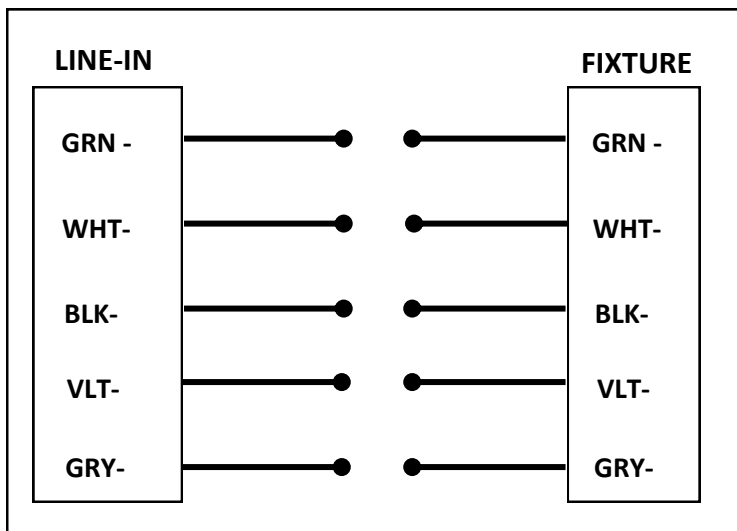 LINE-IN
FIXTURE
GRN -
GRN -
WHT-
WHT-
BLK-
BLK-
VLT-
VLT-
GRY-
GRY-